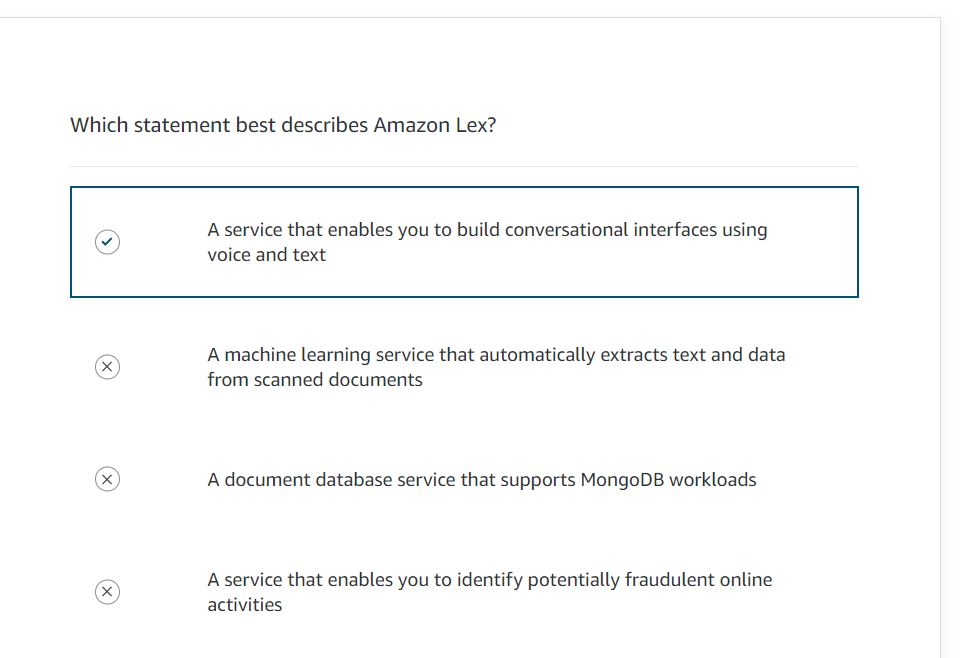 Which statement best describes Amazon Lex?
A service that enables you to build conversational interfaces using
voice and text
A machine learning service that automatically extracts text and data
from scanned documents
A document database service that supports MongoDB workloads
A service that enables you to identify potentially fraudulent online
activities